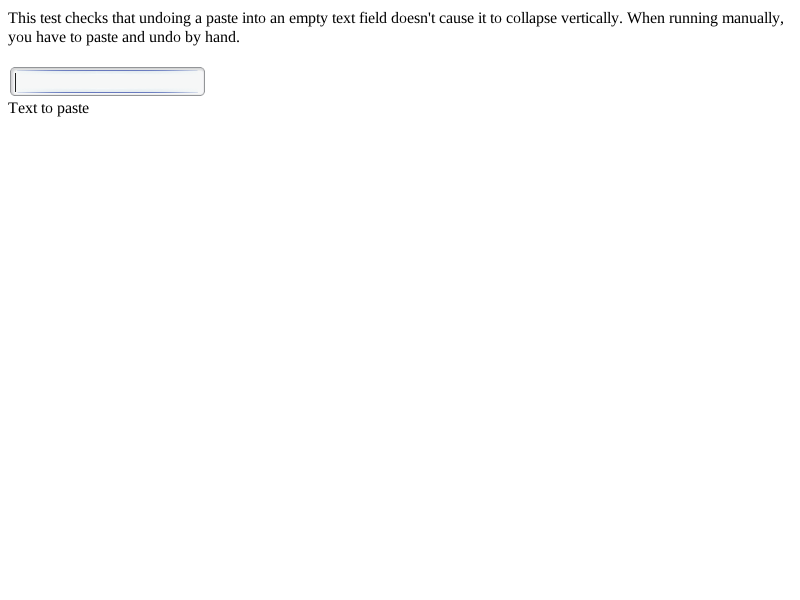 This test checks that undoing a paste into an empty text field doesn't cause it to collapse vertically. When running manually,
you have to paste and undo by hand.
Text to paste